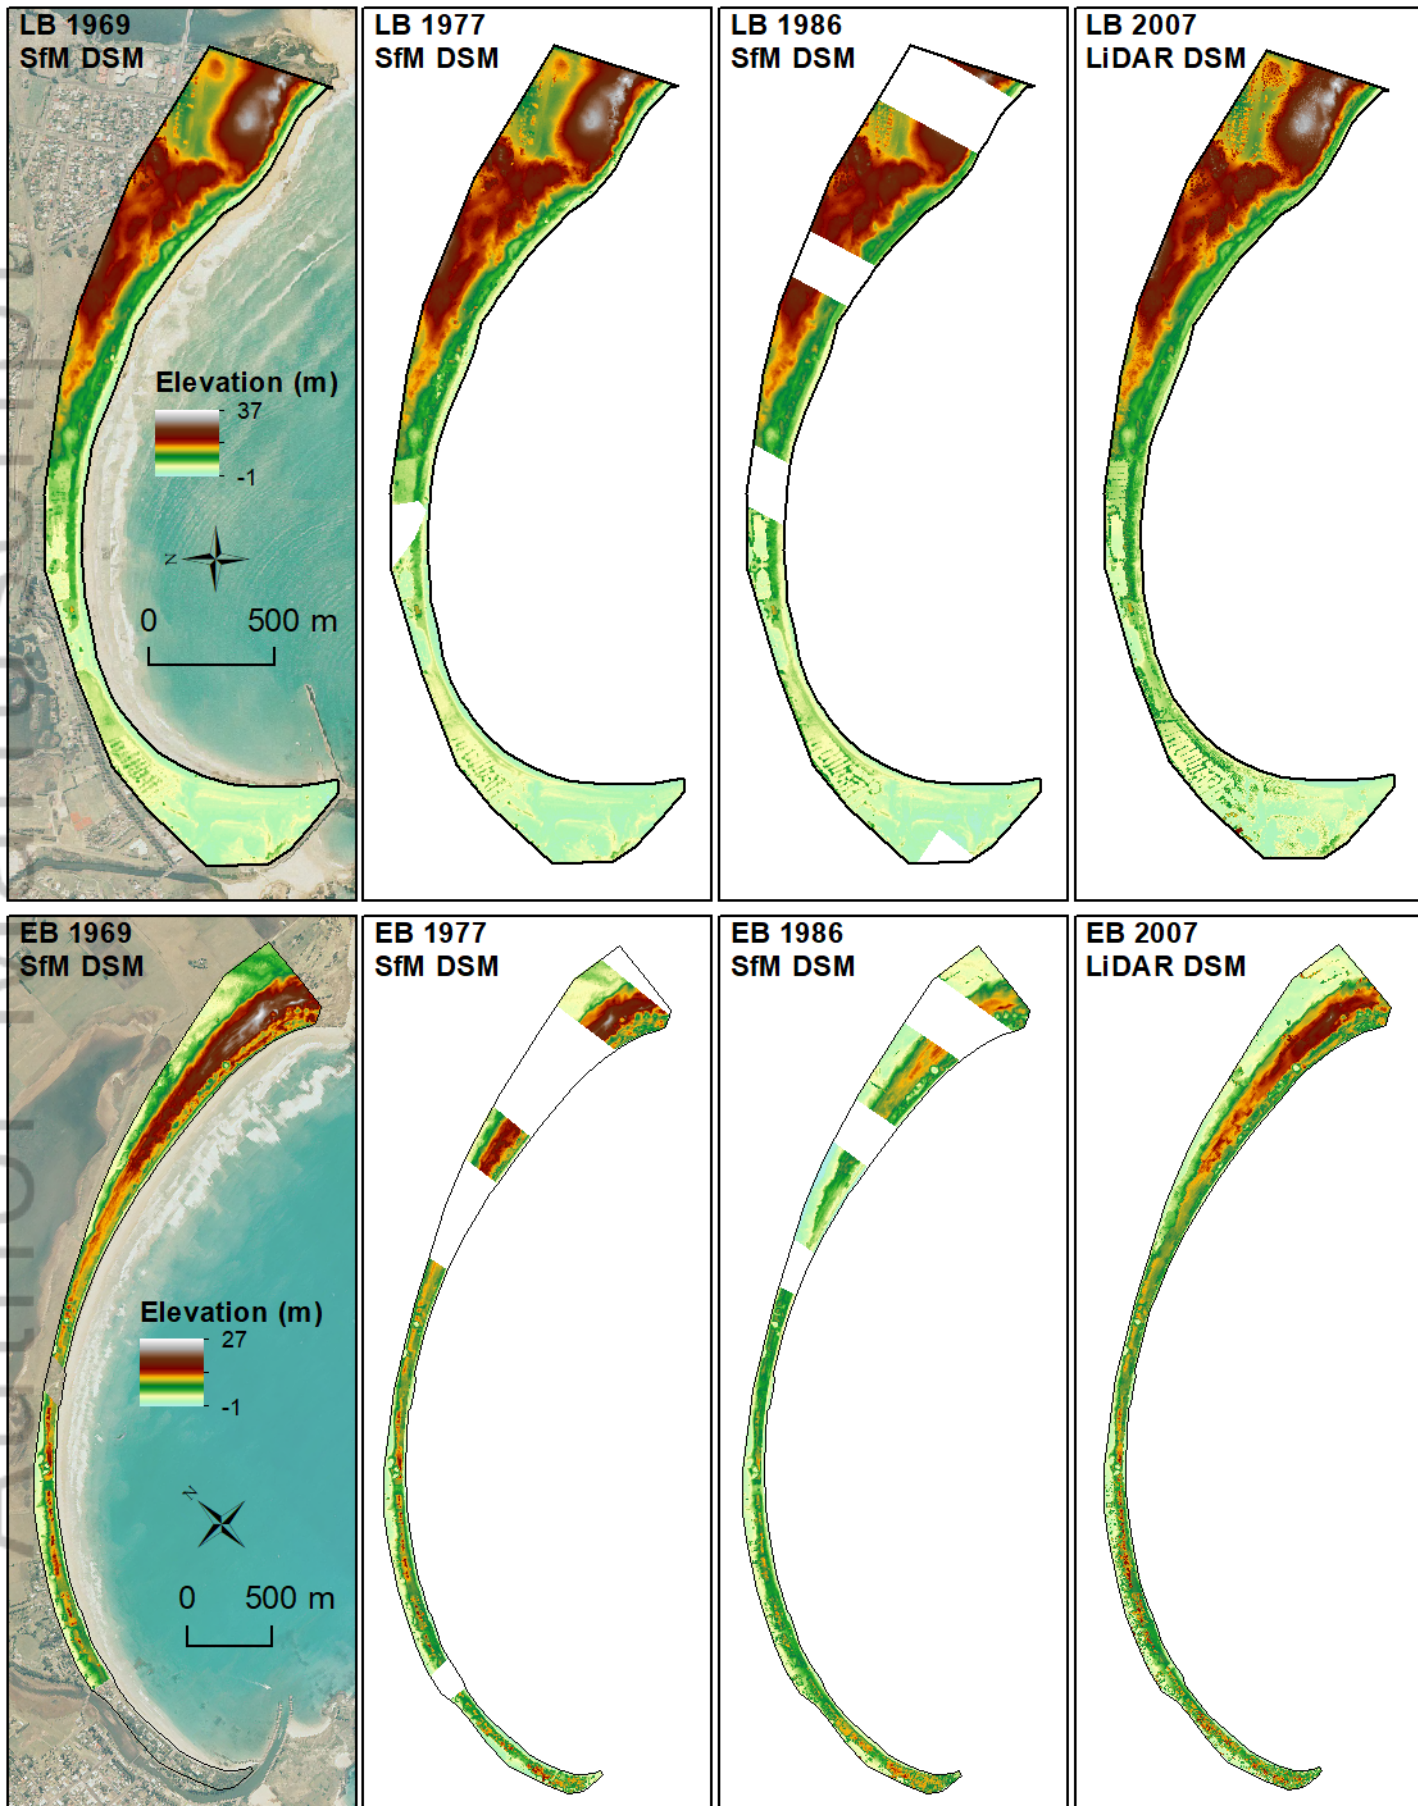 LB 1969
SfM DSM
LB 1977
SfM DSM
LB 1986
SfM DSM
LB 2007
LiDAR DSM
Elevation (m)
37
-1
N
0 500 m
EB 1969
SfM DSM
EB 1977
SfM DSM
EB 1986
SfM DSM
EB 2007
LiDAR DSM
Elevation (m)
27
-1
N
0 500 m